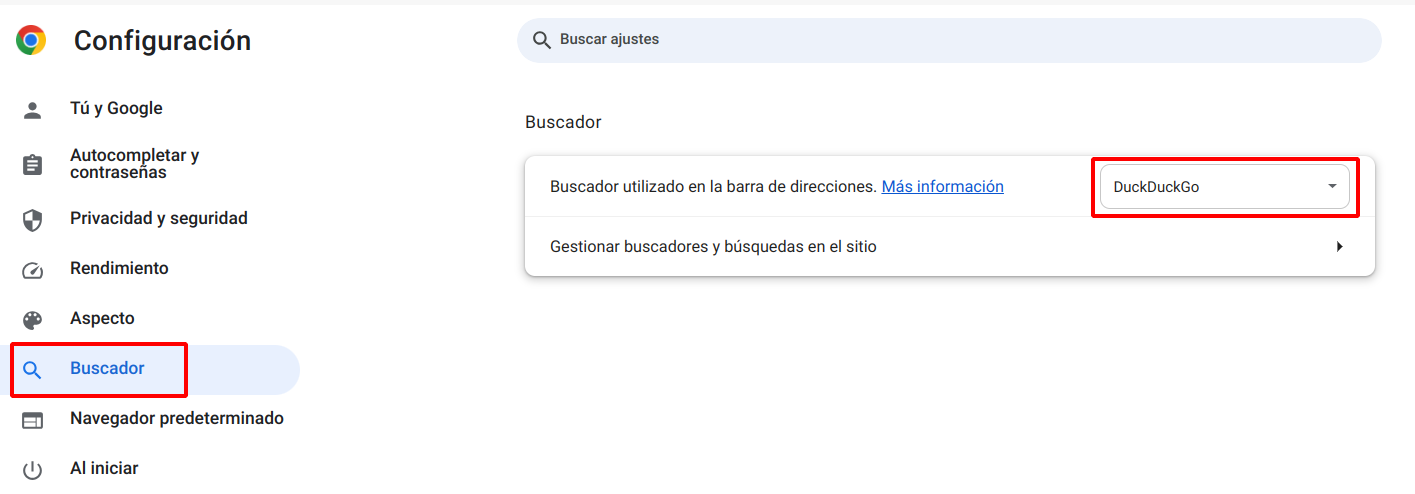 Configuración
Buscar ajustes
Tú y Google
Autocompletar y
contraseñas
Privacidad y seguridad
Rendimiento
Aspecto
Buscador
Navegador predeterminado
Al iniciar
Buscador
Buscador utilizado en la barra de direcciones. Más información
DuckDuckGo
Gestionar buscadores y búsquedas en el sitio